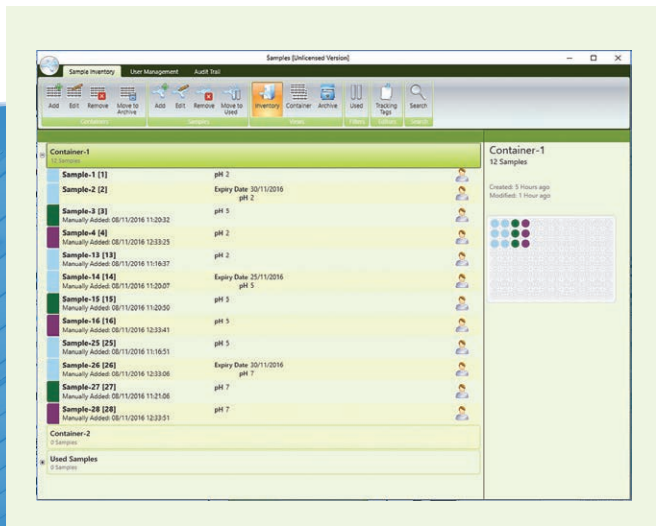 Samples [Unlicensed Version]
Sample Inventory User Management Audit Trail
Add Edit Remove Move to Archive
Add Edit Remove Move to Used
Inventory Container Archive
Used
Tracking Tags
Search
Containers Samples Views Filters Editors Search
Container-1
12 Samples
Sample-1 [1] pH 2
Sample-2 [2] Expiry Date 30/11/2016
pH 2
Sample-3 [3] pH 5
Manually Added: 08/11/2016 11:20:32
Sample-4 [4] pH 2
Manually Added: 08/11/2016 12:33:25
Sample-13 [13] pH 2
Manually Added: 08/11/2016 11:16:37
Sample-14 [14] Expiry Date 25/11/2016
Manually Added: 08/11/2016 11:20:07 pH 5
Sample-15 [15] pH 3
Manually Added: 08/11/2016 11:20:50
Sample-16 [16] pH 3
Manually Added: 08/11/2016 12:33:41
Sample-25 [25] pH 5
Manually Added: 08/11/2016 11:16:51
Sample-26 [26] Expiry Date 30/11/2016
Manually Added: 08/11/2016 12:33:06 pH 7
Sample-27 [27] pH 7
Manually Added: 08/11/2016 11:21:06
Sample-28 [28] pH 7
Manually Added: 08/11/2016 12:33:51
Container-2
0 Samples
Used Samples
0 Samples
Container-1
12 Samples
Created: 5 Hours ago
Modified: 1 Hour ago